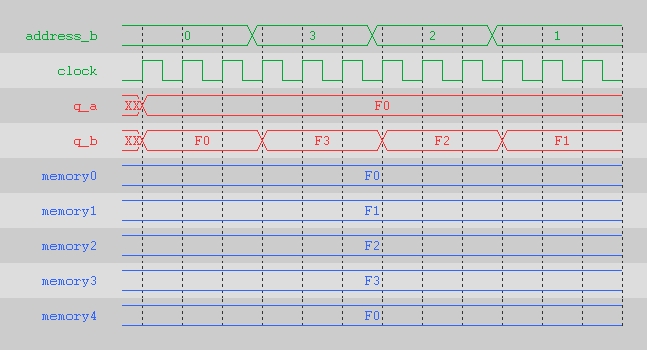 address_b 0 3 2 1
clock
q_a XX F0
q_b XX F0 F3 F2 F1
memory0 F0
memory1 F1
memory2 F2
memory3 F3
memory4 F0